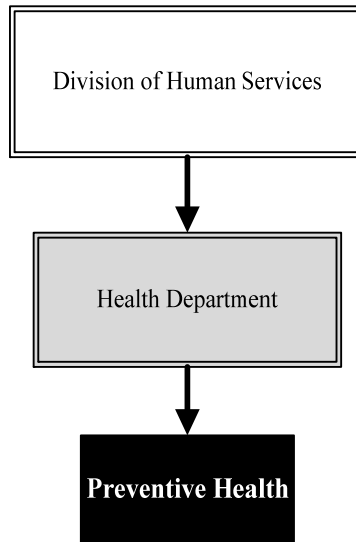 Division of Human Services
Health Department
Preventive Health